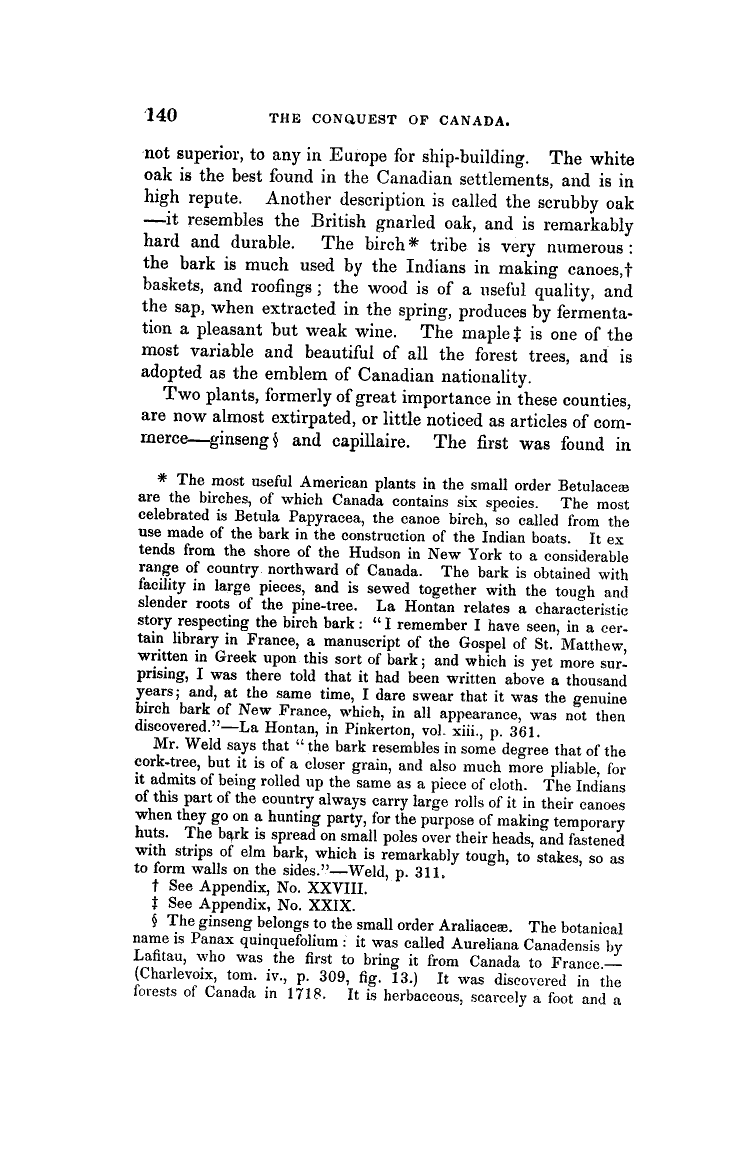 140 THE CONQUEST OF CANADA.
not superior, to any in Europe for ship-building. The white
oak is the best found in the Canadian settlements, and is in
high repute. Another description is called the scrubby oak
—it resembles the British gnarled oak, and is remarkably
hard and durable. The birch* tribe is very numerous :
the bark is much used by the Indians in making canoes,†
baskets, and roofings ; the wood is of a useful quality, and
the sap, when extracted in the spring, produces by fermenta-
tion a pleasant but weak wine. The maple‡ is one of the
most variable and beautiful of all the forest trees, and is
adopted as the emblem of Canadian nationality.
Two plants, formerly of great importance in these counties,
are now almost extirpated, or little noticed as articles of com-
merce—ginseng§ and capillaire. The first was found in
* The most useful American plants in the small order Betulaceæ
are the birches, of which Canada contains six species. The most
celebrated is Betula Papyracea, the canoe birch, so called from the
use made of the bark in the construction of the Indian boats. It ex
tends from the shore of the Hudson in New York to a considerable
range of country northward of Canada. The bark is obtained with
facility in large pieces, and is sewed together with the tough and
slender roots of the pine-tree. La Hontan relates a characteristic
story respecting the birch bark : “I remember I have seen, in a cer-
tain library in France, a manuscript of the Gospel of St. Matthew,
written in Greek upon this sort of bark ; and which is yet more sur-
prising, I was there told that it had been written above a thousand
years; and, at the same time, I dare swear that it was the genuine
birch bark of New France, which, in all appearance, was not then
discovered.”—La Hontan, in Pinkerton, vol. xiii., p. 361.
Mr. Weld says that “the bark resembles in some degree that of the
cork-tree, but it is of a closer grain, and also much more pliable, for
it admits of being rolled up the same as a piece of cloth. The Indians
of this part of the country always carry large rolls of it in their canoes
when they go on a hunting party, for the purpose of making temporary
huts. The bark is spread on small poles over their heads, and fastened
with strips of elm bark, which is remarkably tough, to stakes, so as
to form walls on the sides.”—Weld, p. 311.
† See Appendix, No. XXVIII.
‡ See Appendix, No. XXIX.
§ The ginseng belongs to the small order Araliaceæ. The botanical
name is Panax quinquefolium : it was called Aureliana Canadensis by
Lafitau, who was the first to bring it from Canada to France.—
(Charlevoix, tom. iv., p. 309, fig. 13.) It was discovered in the
forests of Canada in 1718. It is herbaceous, scarcely a foot and a